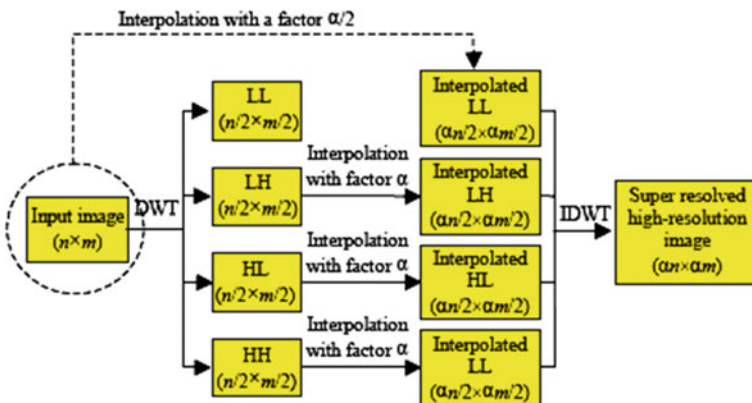 Interpolation with a factor α/2
LL
(n/2×m/2)
Interpolated
LL
(αn/2×αm/2)
Input image
(n×m)
DWT
LH
(n/2×m/2)
Interpolation
with factor α
Interpolated
LH
(αn/2×αm/2)
HL
(n/2×m/2)
Interpolation
with factor α
Interpolated
HL
(αn/2×αm/2)
HH
(n/2×m/2)
Interpolation
with factor α
Interpolated
LL
(αn/2×αm/2)
IDWT
Super resolved
high-resolution
image
(αn×αm)